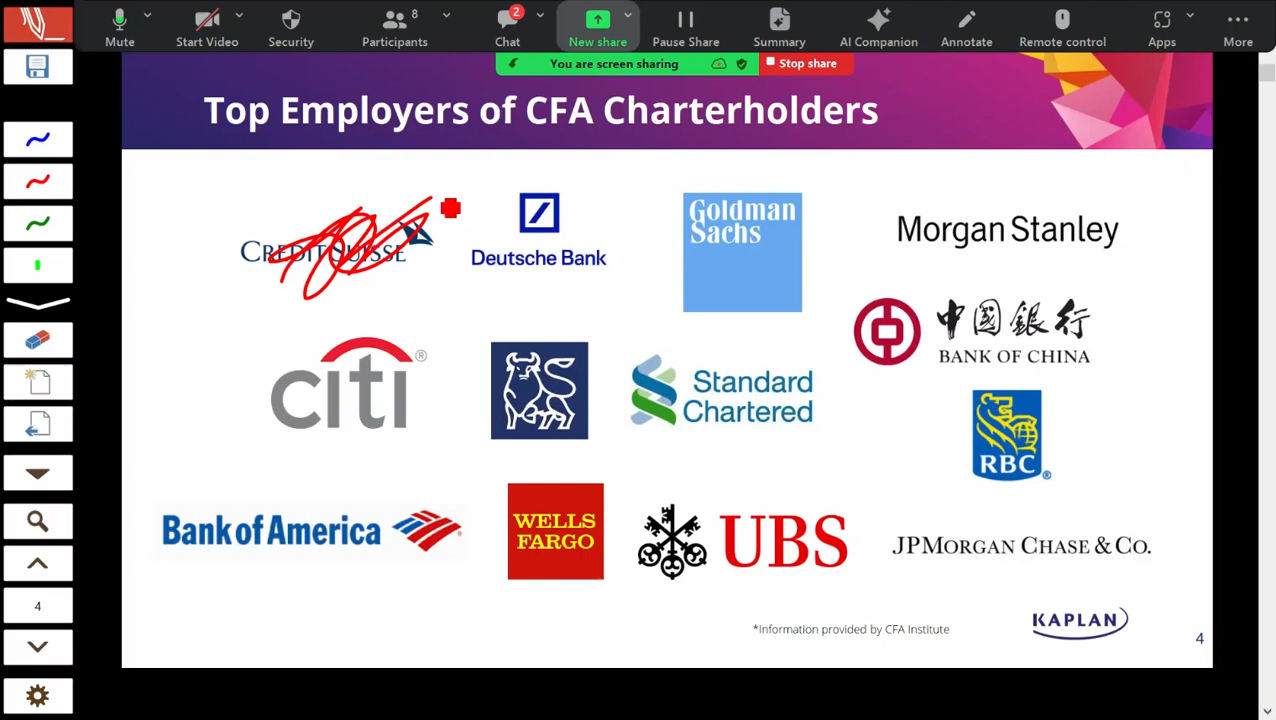 8
2
Mute
Start Video
Security
Participants
Chat
New share
Pause Share
Summary
AI Companion
Annotate
Remote control
Apps
More
You are screen sharing
Stop share
Top Employers of CFA Charterholders
CREDIT SUISSE
Deutsche Bank
Goldman
Sachs
Morgan Stanley
中國銀行
BANK OF CHINA
citi®
Standard
Chartered
RBC®
Bank of America
WELLS
FARGO
UBS
JPMORGAN CHASE & CO.
*Information provided by CFA Institute
KAPLAN
4
4